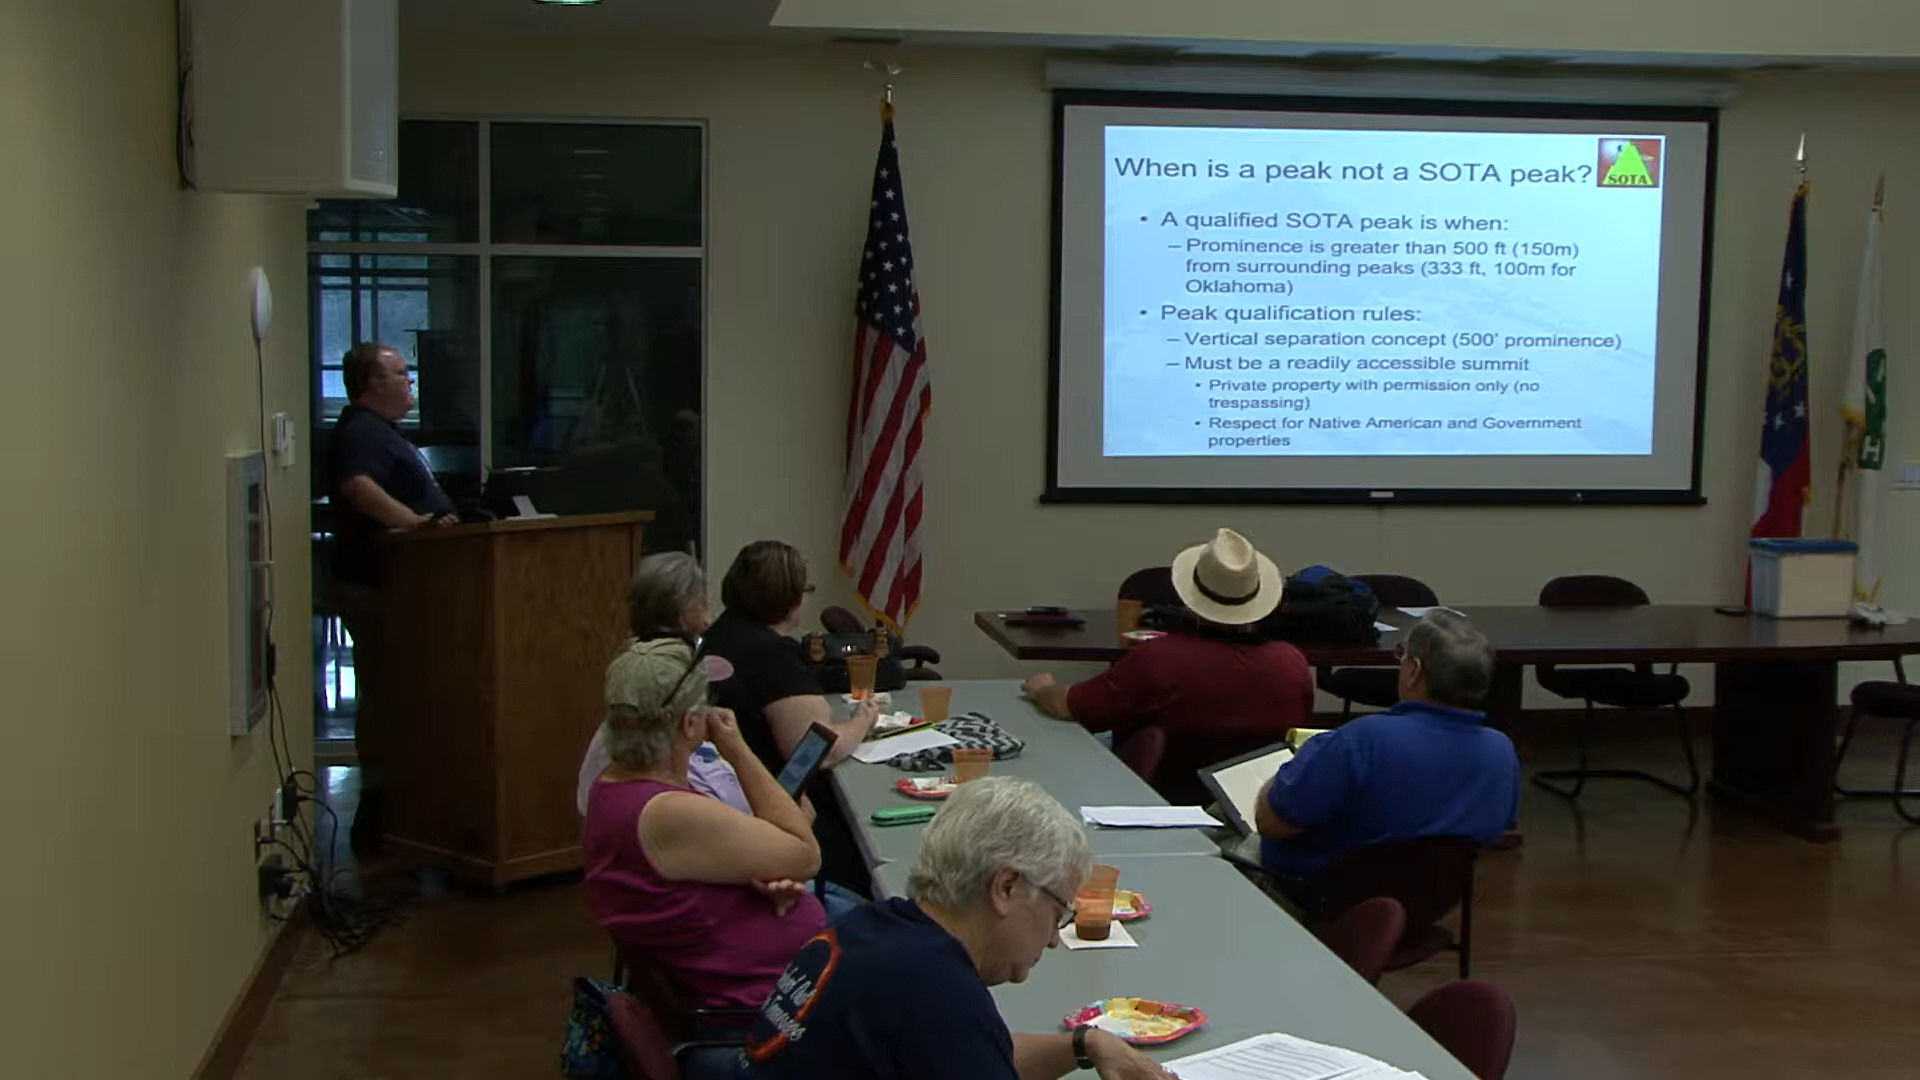 When is a peak not a SOTA peak?
SOTA
• A qualified SOTA peak is when:
– Prominence is greater than 500 ft (150m)
from surrounding peaks (333 ft, 100m for
Oklahoma)
• Peak qualification rules:
– Vertical separation concept (500' prominence)
– Must be a readily accessible summit
• Private property with permission only (no
trespassing)
• Respect for Native American and Government
properties
H